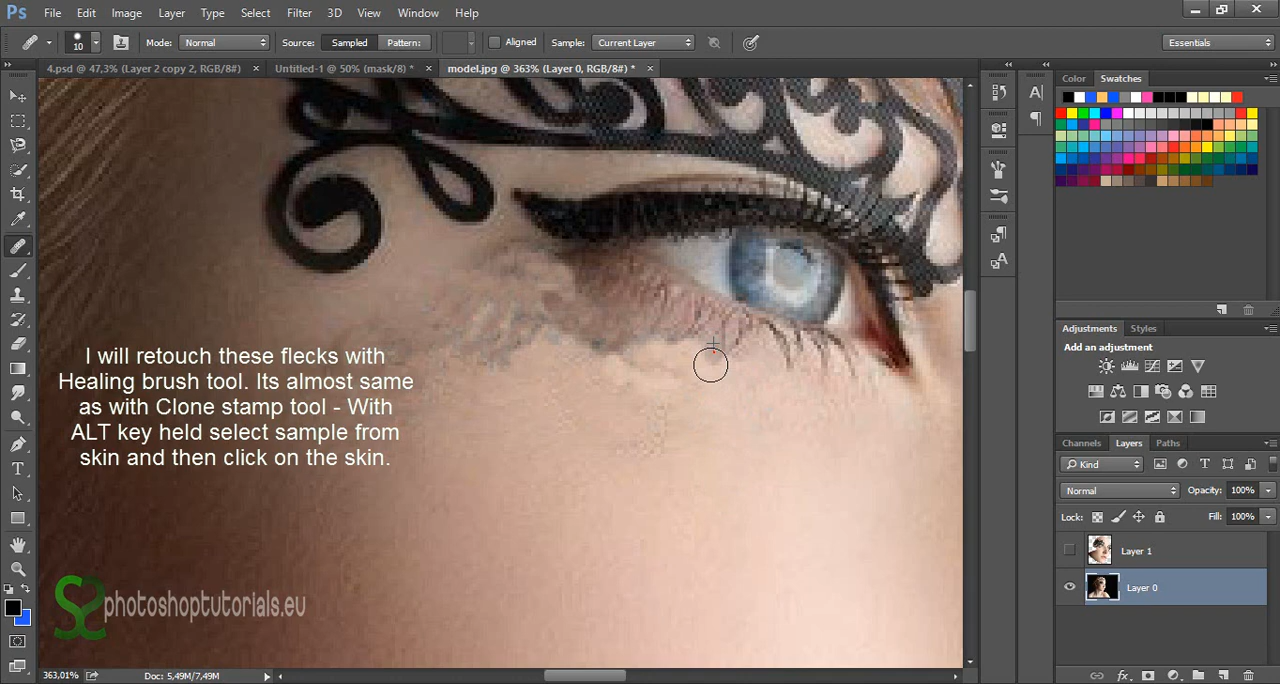 Ps File Edit Image Layer Type Select Filter 3D View Window Help
10 Mode: Normal Source: Sampled Pattern: Aligned Sample: Current Layer Essentials
4.psd @ 47,3% (Layer 2 copy 2, RGB/8#) × Untitled-1 @ 50% (mask/8) * × model.jpg @ 363% (Layer 0, RGB/8#) * ×
Color Swatches
I will retouch these flecks with
Healing brush tool. Its almost same
as with Clone stamp tool - With
ALT key held select sample from
skin and then click on the skin.
Adjustments Styles
Add an adjustment
Channels Layers Paths
Kind
Normal Opacity: 100%
Lock: Fill: 100%
Layer 1
Layer 0
photoshoptutorials.eu
363,01% Doc: 5,49M/7,49M